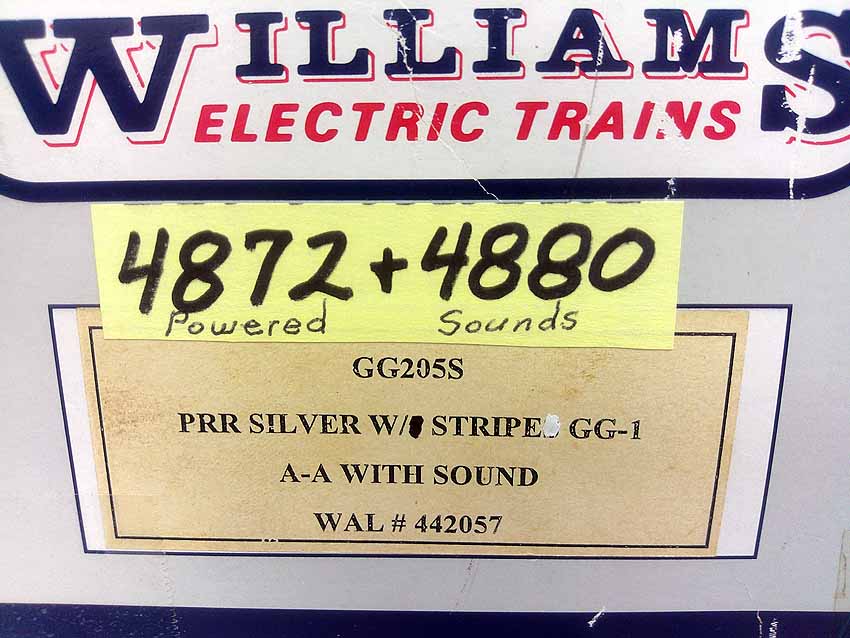 WILLIAMS
ELECTRIC TRAINS
4872 + 4880
Powered Sounds
GG205S
PRR SILVER W/ STRIPE GG-1
A-A WITH SOUND
WAL # 442057